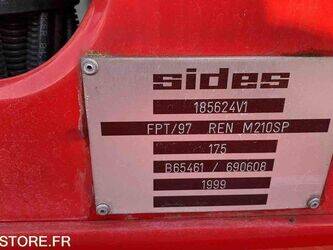 sides
185624V1
FPT/97 REN M210SP
175
B65461 / 690608
1999
STORE.FR